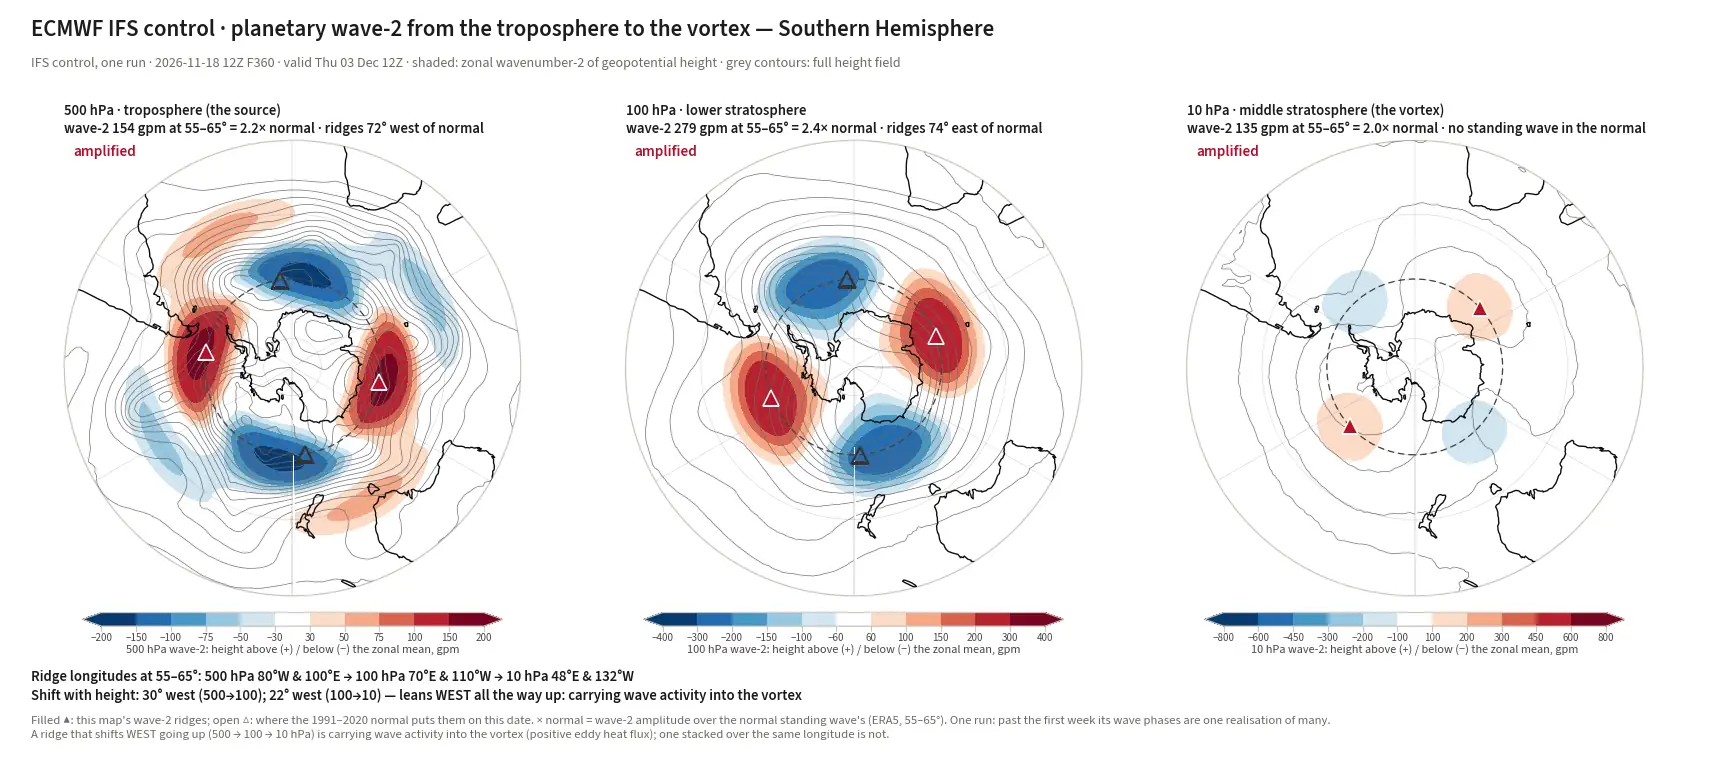 ECMWF IFS control · planetary wave-2 from the troposphere to the vortex — Southern Hemisphere
IFS control, one run · 2026-11-18 12Z F360 · valid Thu 03 Dec 12Z · shaded: zonal wavenumber-2 of geopotential height · grey contours: full height field
500 hPa · troposphere (the source)
wave-2 154 gpm at 55–65° = 2.2× normal · ridges 72° west of normal
amplified
100 hPa · lower stratosphere
wave-2 279 gpm at 55–65° = 2.4× normal · ridges 74° east of normal
amplified
10 hPa · middle stratosphere (the vortex)
wave-2 135 gpm at 55–65° = 2.0× normal · no standing wave in the normal
amplified
−200 −150 −100 −75 −50 −30 30 50 75 100 150 200
500 hPa wave-2: height above (+) / below (−) the zonal mean, gpm
−400 −300 −200 −150 −100 −60 60 100 150 200 300 400
100 hPa wave-2: height above (+) / below (−) the zonal mean, gpm
−800 −600 −450 −300 −200 −100 100 200 300 450 600 800
10 hPa wave-2: height above (+) / below (−) the zonal mean, gpm
Ridge longitudes at 55–65°: 500 hPa 80°W & 100°E → 100 hPa 70°E & 110°W → 10 hPa 48°E & 132°W
Shift with height: 30° west (500→100); 22° west (100→10) — leans WEST all the way up: carrying wave activity into the vortex
Filled ▲: this map's wave-2 ridges; open △: where the 1991–2020 normal puts them on this date. × normal = wave-2 amplitude over the normal standing wave's (ERA5, 55–65°). One run: past the first week its wave phases are one realisation of many.
A ridge that shifts WEST going up (500 → 100 → 10 hPa) is carrying wave activity into the vortex (positive eddy heat flux); one stacked over the same longitude is not.